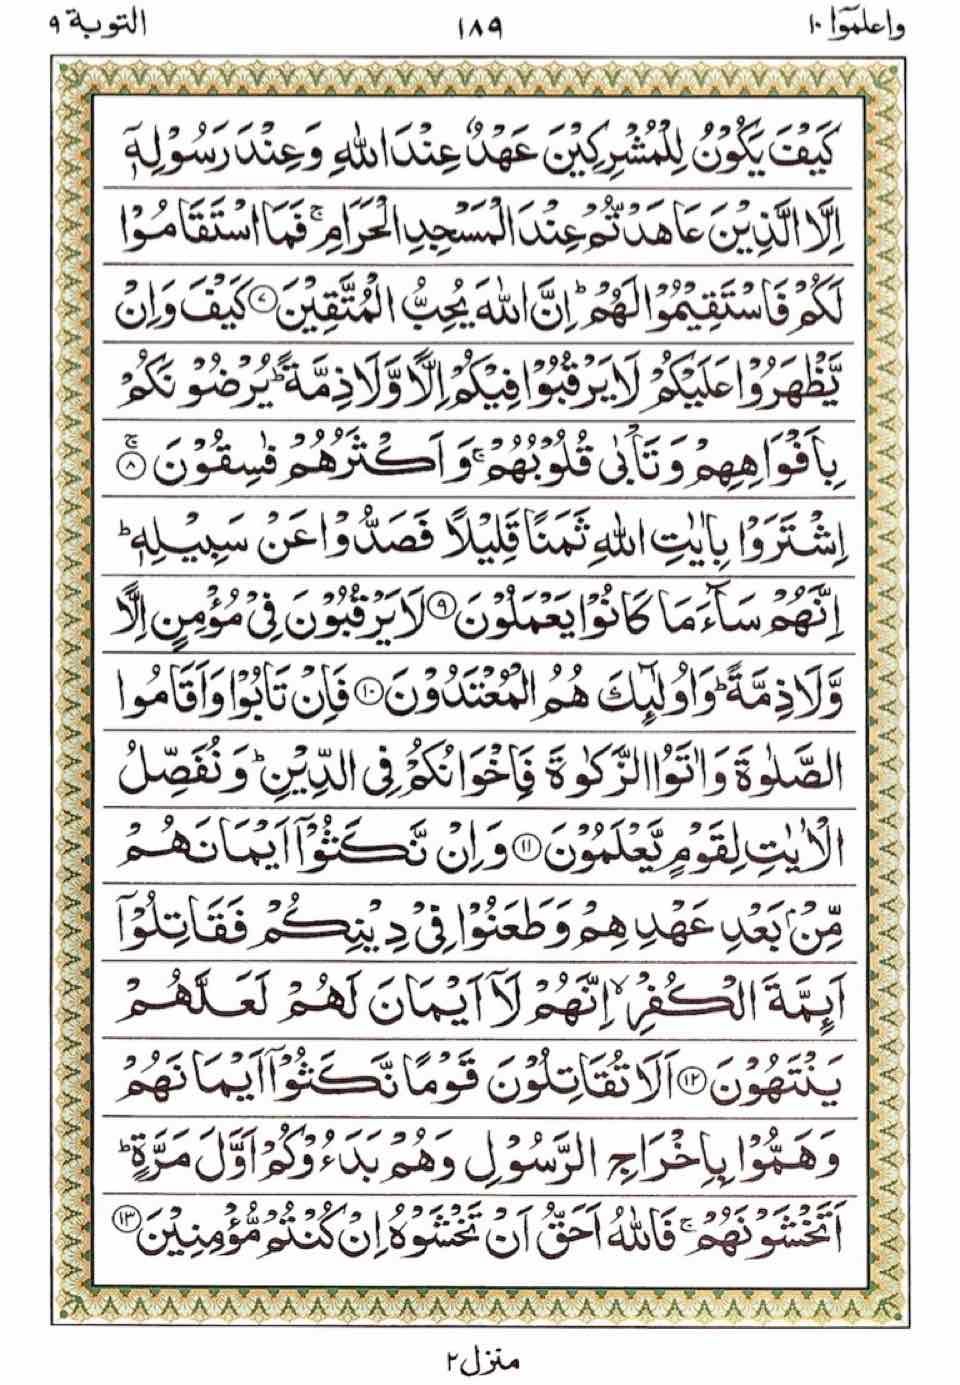 واعلموٓا ١٠
١٨٩
التوبة ٩
كَيْفَ يَكُوْنُ لِلْمُشْرِكِيْنَ عَهْدٌ عِنْدَ اللّٰهِ وَعِنْدَ رَسُوْلِهٖٓ
اِلَّا الَّذِيْنَ عَاهَدْتُّمْ عِنْدَ الْمَسْجِدِ الْحَرَامِ ۚ فَمَا اسْتَقَامُوْا
لَكُمْ فَاسْتَقِيْمُوْا لَهُمْ ؕ اِنَّ اللّٰهَ يُحِبُّ الْمُتَّقِيْنَ ۝٧ كَيْفَ وَاِنْ
يَّظْهَرُوْا عَلَيْكُمْ لَا يَرْقُبُوْا فِيْكُمْ اِلًّا وَّلَا ذِمَّةً ؕ يُرْضُوْنَكُمْ
بِاَفْوَاهِهِمْ وَتَاْبٰى قُلُوْبُهُمْ ۚ وَاَكْثَرُهُمْ فٰسِقُوْنَ ۝٨ ۚ
اِشْتَرَوْا بِاٰيٰتِ اللّٰهِ ثَمَنًا قَلِيْلًا فَصَدُّوْا عَنْ سَبِيْلِهٖ ؕ
اِنَّهُمْ سَآءَ مَا كَانُوْا يَعْمَلُوْنَ ۝٩ لَا يَرْقُبُوْنَ فِيْ مُؤْمِنٍ اِلًّا
وَّلَا ذِمَّةً ؕ وَاُولٰٓئِكَ هُمُ الْمُعْتَدُوْنَ ۝١٠ فَاِنْ تَابُوْا وَاَقَامُوا
الصَّلٰوةَ وَاٰتَوُا الزَّكٰوةَ فَاِخْوَانُكُمْ فِي الدِّيْنِ ؕ وَنُفَصِّلُ
الْاٰيٰتِ لِقَوْمٍ يَّعْلَمُوْنَ ۝١١ وَاِنْ نَّكَثُوْٓا اَيْمَانَهُمْ
مِّنْۢ بَعْدِ عَهْدِهِمْ وَطَعَنُوْا فِيْ دِيْنِكُمْ فَقَاتِلُوْٓا
اَئِمَّةَ الْكُفْرِ ۙ اِنَّهُمْ لَآ اَيْمَانَ لَهُمْ لَعَلَّهُمْ
يَنْتَهُوْنَ ۝١٢ اَلَا تُقَاتِلُوْنَ قَوْمًا نَّكَثُوْٓا اَيْمَانَهُمْ
وَهَمُّوْا بِاِخْرَاجِ الرَّسُوْلِ وَهُمْ بَدَءُوْكُمْ اَوَّلَ مَرَّةٍ ؕ
اَتَخْشَوْنَهُمْ ۚ فَاللّٰهُ اَحَقُّ اَنْ تَخْشَوْهُ اِنْ كُنْتُمْ مُّؤْمِنِيْنَ ۝١٣
منزل ٢